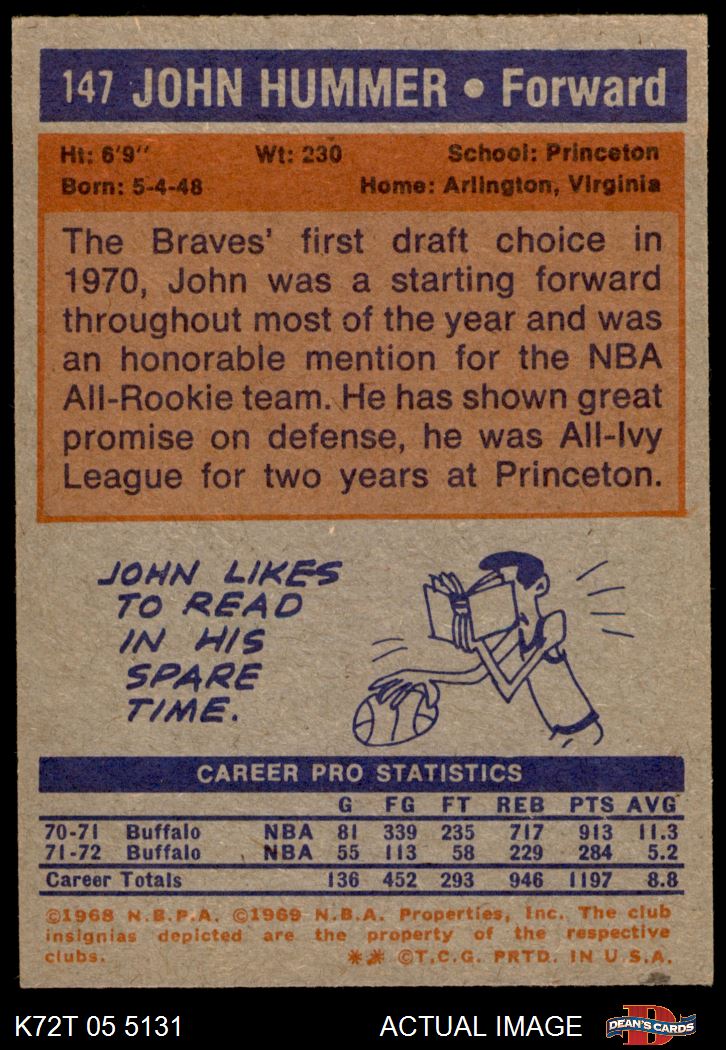 147 JOHN HUMMER • Forward
Ht: 6'9" Wt: 230 School: Princeton
Born: 5-4-48 Home: Arlington, Virginia
The Braves' first draft choice in
1970, John was a starting forward
throughout most of the year and was
an honorable mention for the NBA
All-Rookie team. He has shown great
promise on defense, he was All-Ivy
League for two years at Princeton.
JOHN LIKES
TO READ
IN HIS
SPARE
TIME.
CAREER PRO STATISTICS
G FG FT REB PTS AVG
70-71 Buffalo NBA 81 339 235 717 913 11.3
71-72 Buffalo NBA 55 113 58 229 284 5.2
Career Totals 136 452 293 946 1197 8.8
©1968 N.B.P.A. ©1969 N.B.A. Properties, Inc. The club
insignias depicted are the property of the respective
clubs. ** ©T.C.G. PRTD. IN U.S.A.
K72T 05 5131 ACTUAL IMAGE D DEAN'S CARDS